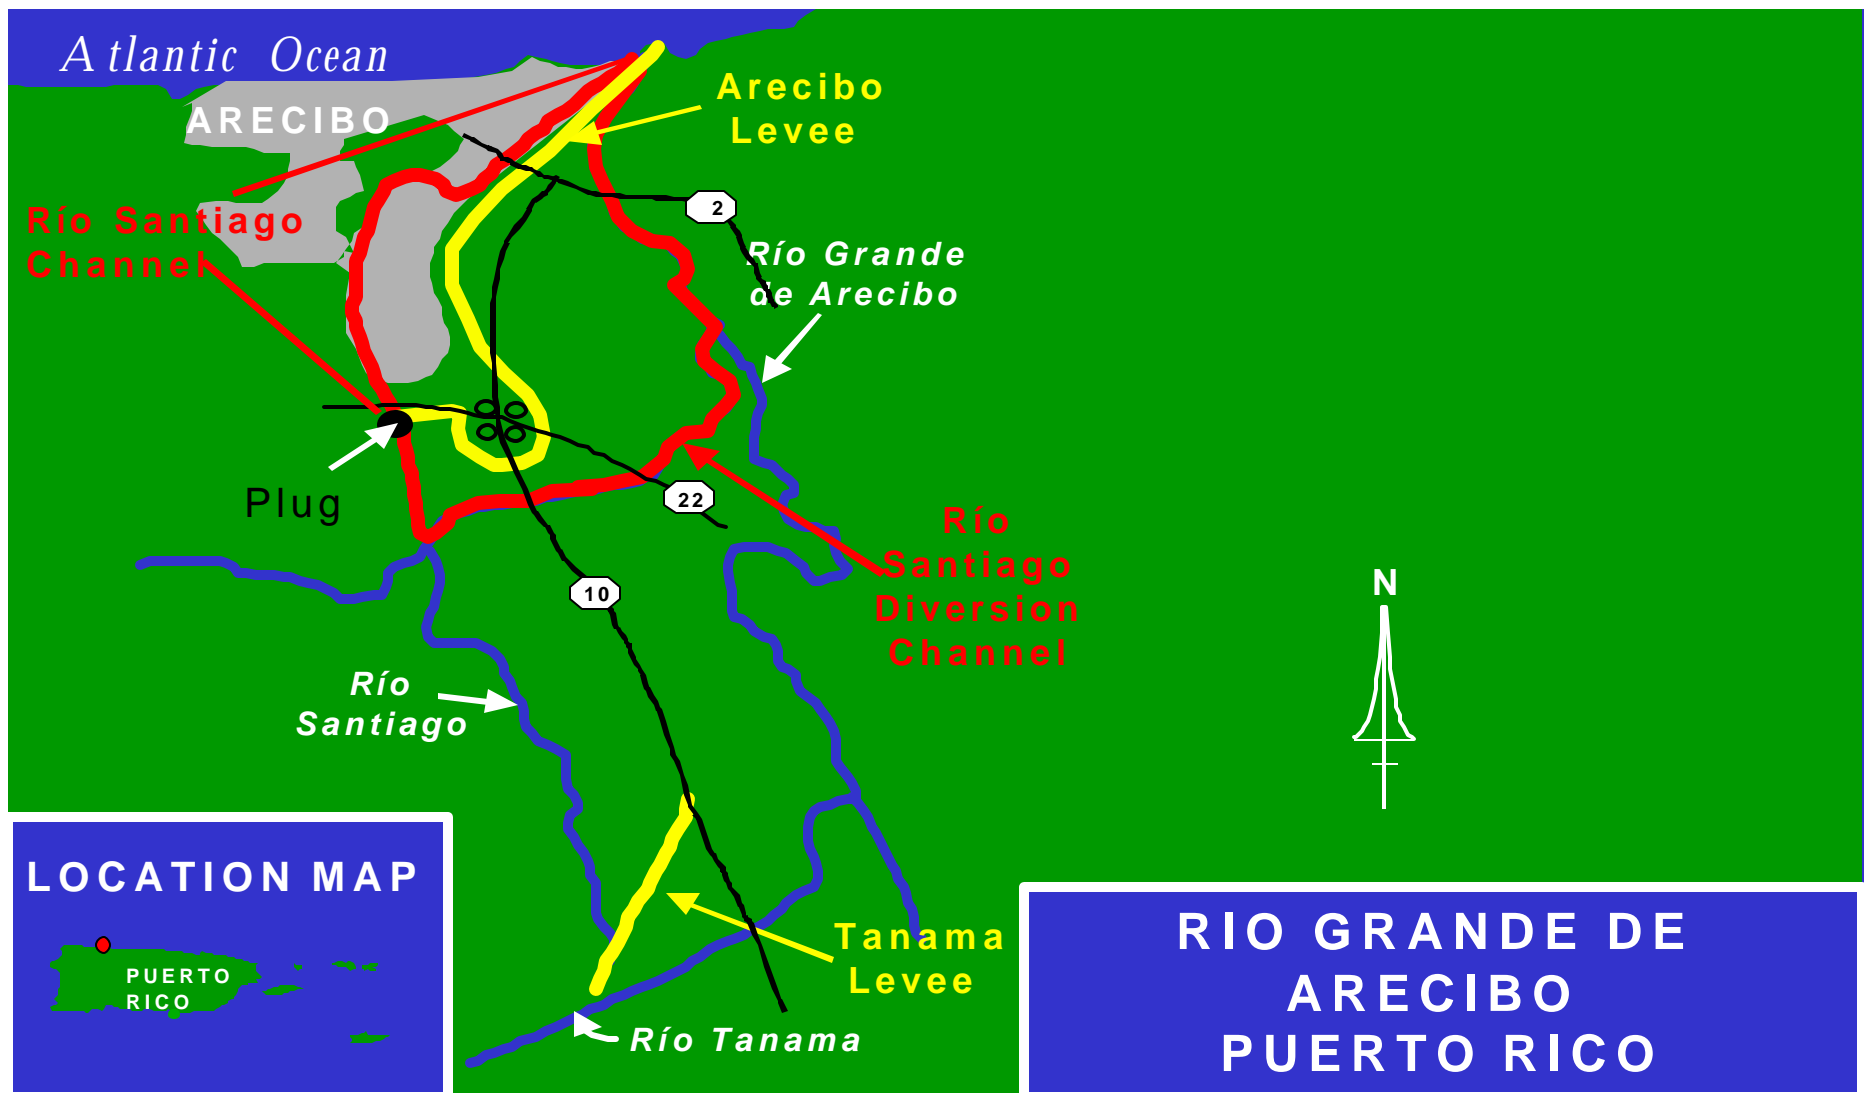 Atlantic Ocean
ARECIBO
Arecibo
Levee
2
Río Santiago
Channel
Río Grande
de Arecibo
Plug
22
Río
Santiago
Diversion
Channel
10
N
Río
Santiago
LOCATION MAP
PUERTO
RICO
Tanama
Levee
Río Tanama
RIO GRANDE DE
ARECIBO
PUERTO RICO